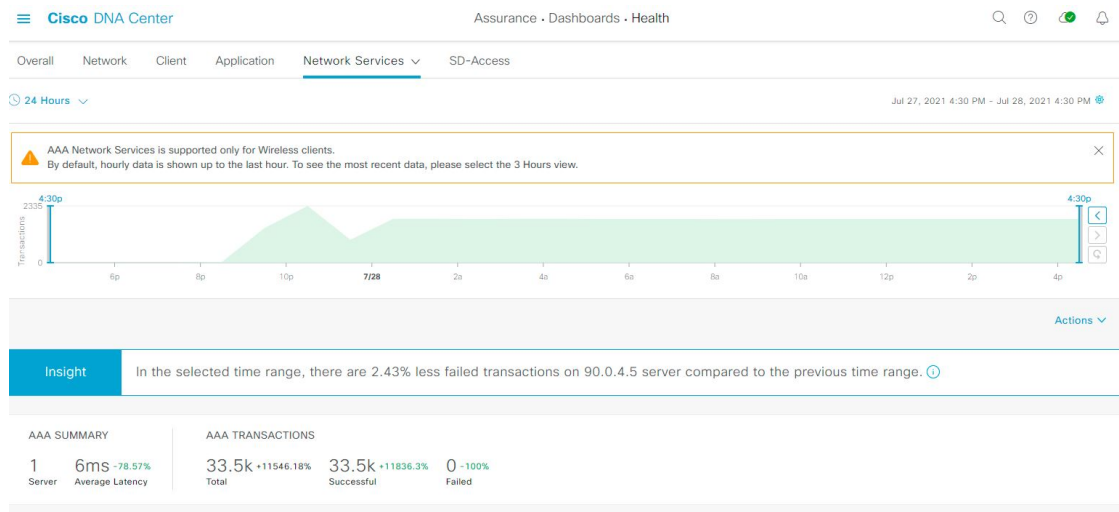 Cisco DNA Center
Assurance · Dashboards · Health
Overall Network Client Application Network Services SD-Access
24 Hours
Jul 27, 2021 4:30 PM - Jul 28, 2021 4:30 PM
AAA Network Services is supported only for Wireless clients.
By default, hourly data is shown up to the last hour. To see the most recent data, please select the 3 Hours view.
4:30p 4:30p
2335
Transactions
0
6p 8p 10p 7/28 2a 4a 6a 8a 10a 12p 2p 4p
Actions
Insight In the selected time range, there are 2.43% less failed transactions on 90.0.4.5 server compared to the previous time range.
AAA SUMMARY AAA TRANSACTIONS
1 6ms -78.57% 33.5k +11546.18% 33.5k +11836.3% 0 -100%
Server Average Latency Total Successful Failed